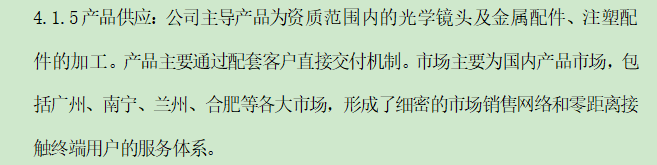 4.1.5产品供应：公司主导产品为资质范围内的光学镜头及金属配件、注塑配
件的加工。产品主要通过配套客户直接交付机制。市场主要为国内产品市场，包
括广州、南宁、兰州、合肥等各大市场，形成了细密的市场销售网络和零距离接
触终端用户的服务体系。